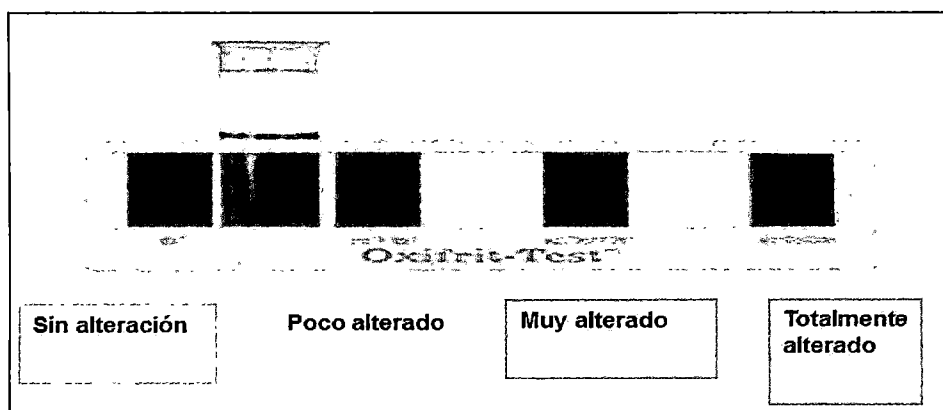 Oxifrit-Test
Sin alteración
Poco alterado
Muy alterado
Totalmente
alterado